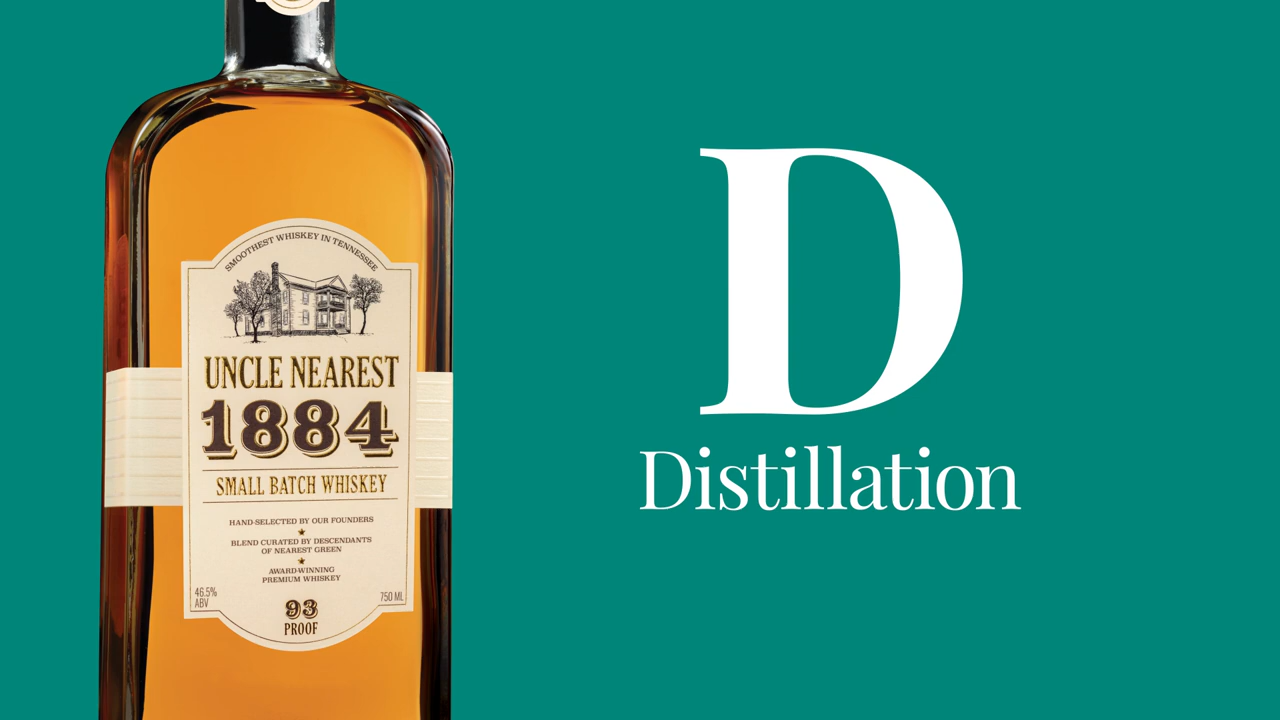 SMOOTHEST WHISKEY IN TENNESSEE
UNCLE NEAREST
1884
SMALL BATCH WHISKEY
HAND-SELECTED BY OUR FOUNDERS
BLEND CURATED BY DESCENDANTS
OF NEAREST GREEN
AWARD-WINNING
PREMIUM WHISKEY
46.5%
ABV
750 ML
93
PROOF
D
Distillation